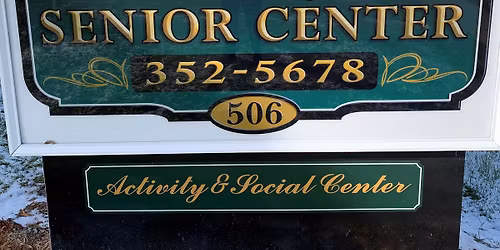 SENIOR CENTER
352-5678
506
Activity & Social Center